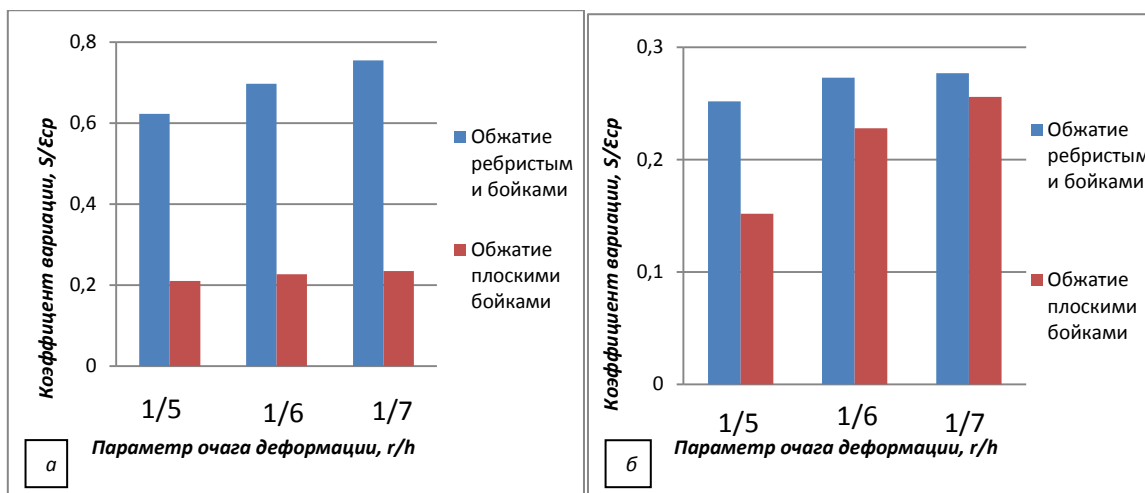 0,8
0,6
0,4
0,2
0
Коэффицент вариации, S/Ɛср
1/5
1/6
1/7
Параметр очага деформации, r/h
Обжатие
ребристым
и бойками
Обжатие
плоскими
бойками
а
0,3
0,2
0,1
0
Коэффициент вариации, S/Ɛср
1/5
1/6
1/7
Параметр очага деформации, r/h
Обжатие
ребристым
и бойками
Обжатие
плоскими
бойками
б